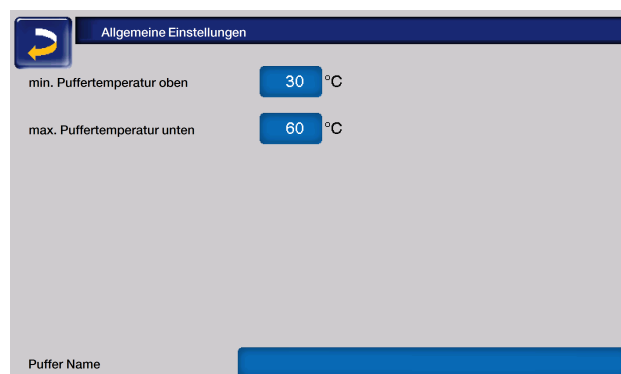 Allgemeine Einstellungen
min. Puffertemperatur oben 30 °C
max. Puffertemperatur unten 60 °C
Puffer Name